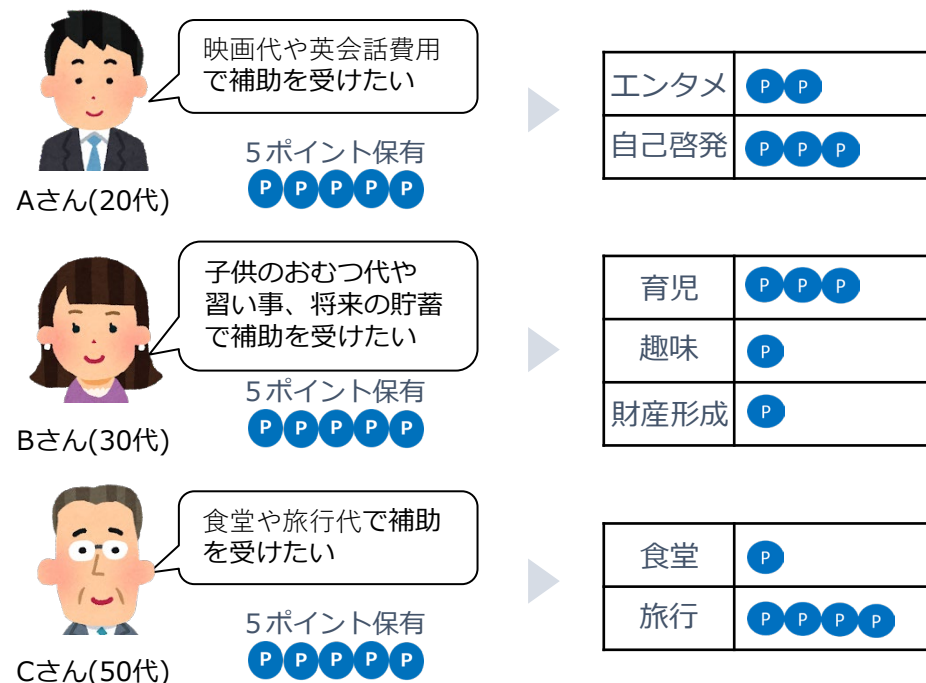 映画代や英会話費用
で補助を受けたい
5ポイント保有
P P P P P
Aさん(20代)
エンタメ P P
自己啓発 P P P
子供のおむつ代や
習い事、将来の貯蓄
で補助を受けたい
5ポイント保有
P P P P P
Bさん(30代)
育児 P P P
趣味 P
財産形成 P
食堂や旅行代で補助
を受けたい
5ポイント保有
P P P P P
Cさん(50代)
食堂 P
旅行 P P P P